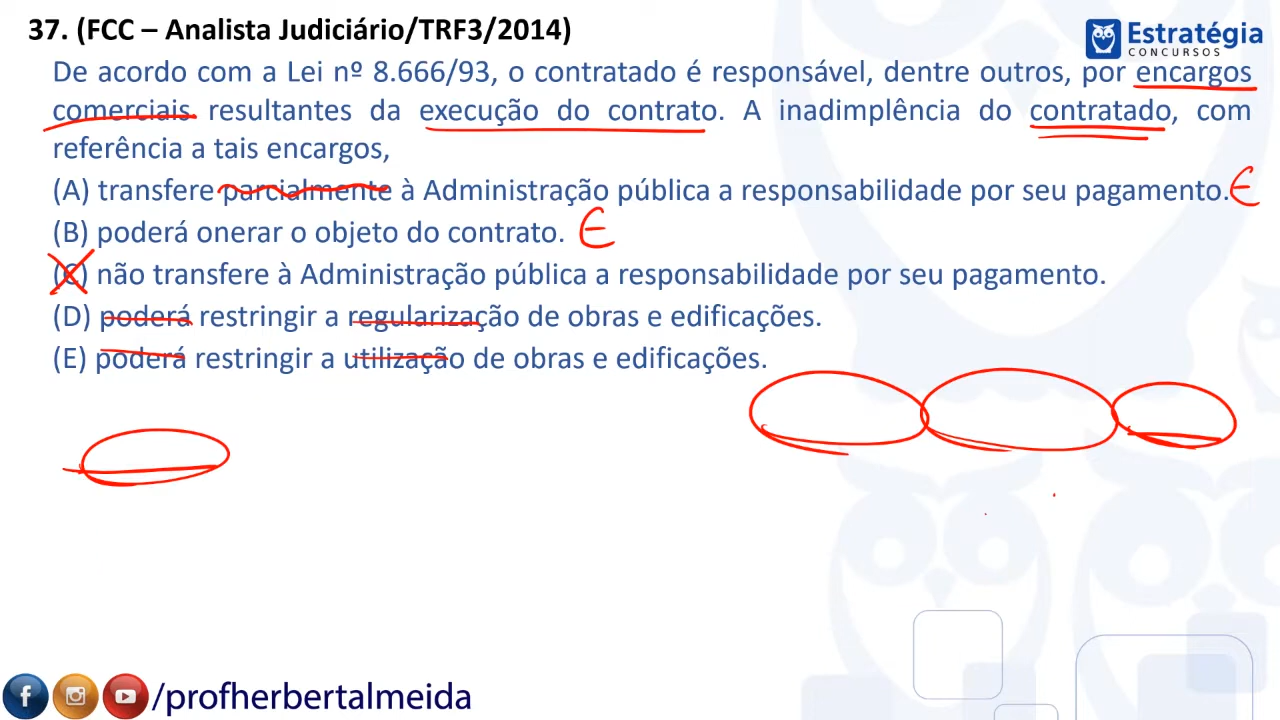 37. (FCC – Analista Judiciário/TRF3/2014)
Estratégia
CONCURSOS
De acordo com a Lei nº 8.666/93, o contratado é responsável, dentre outros, por encargos
comerciais resultantes da execução do contrato. A inadimplência do contratado, com
referência a tais encargos,
(A) transfere parcialmente à Administração pública a responsabilidade por seu pagamento. E
(B) poderá onerar o objeto do contrato. E
(C) não transfere à Administração pública a responsabilidade por seu pagamento.
(D) poderá restringir a regularização de obras e edificações.
(E) poderá restringir a utilização de obras e edificações.
/profherbertalmeida